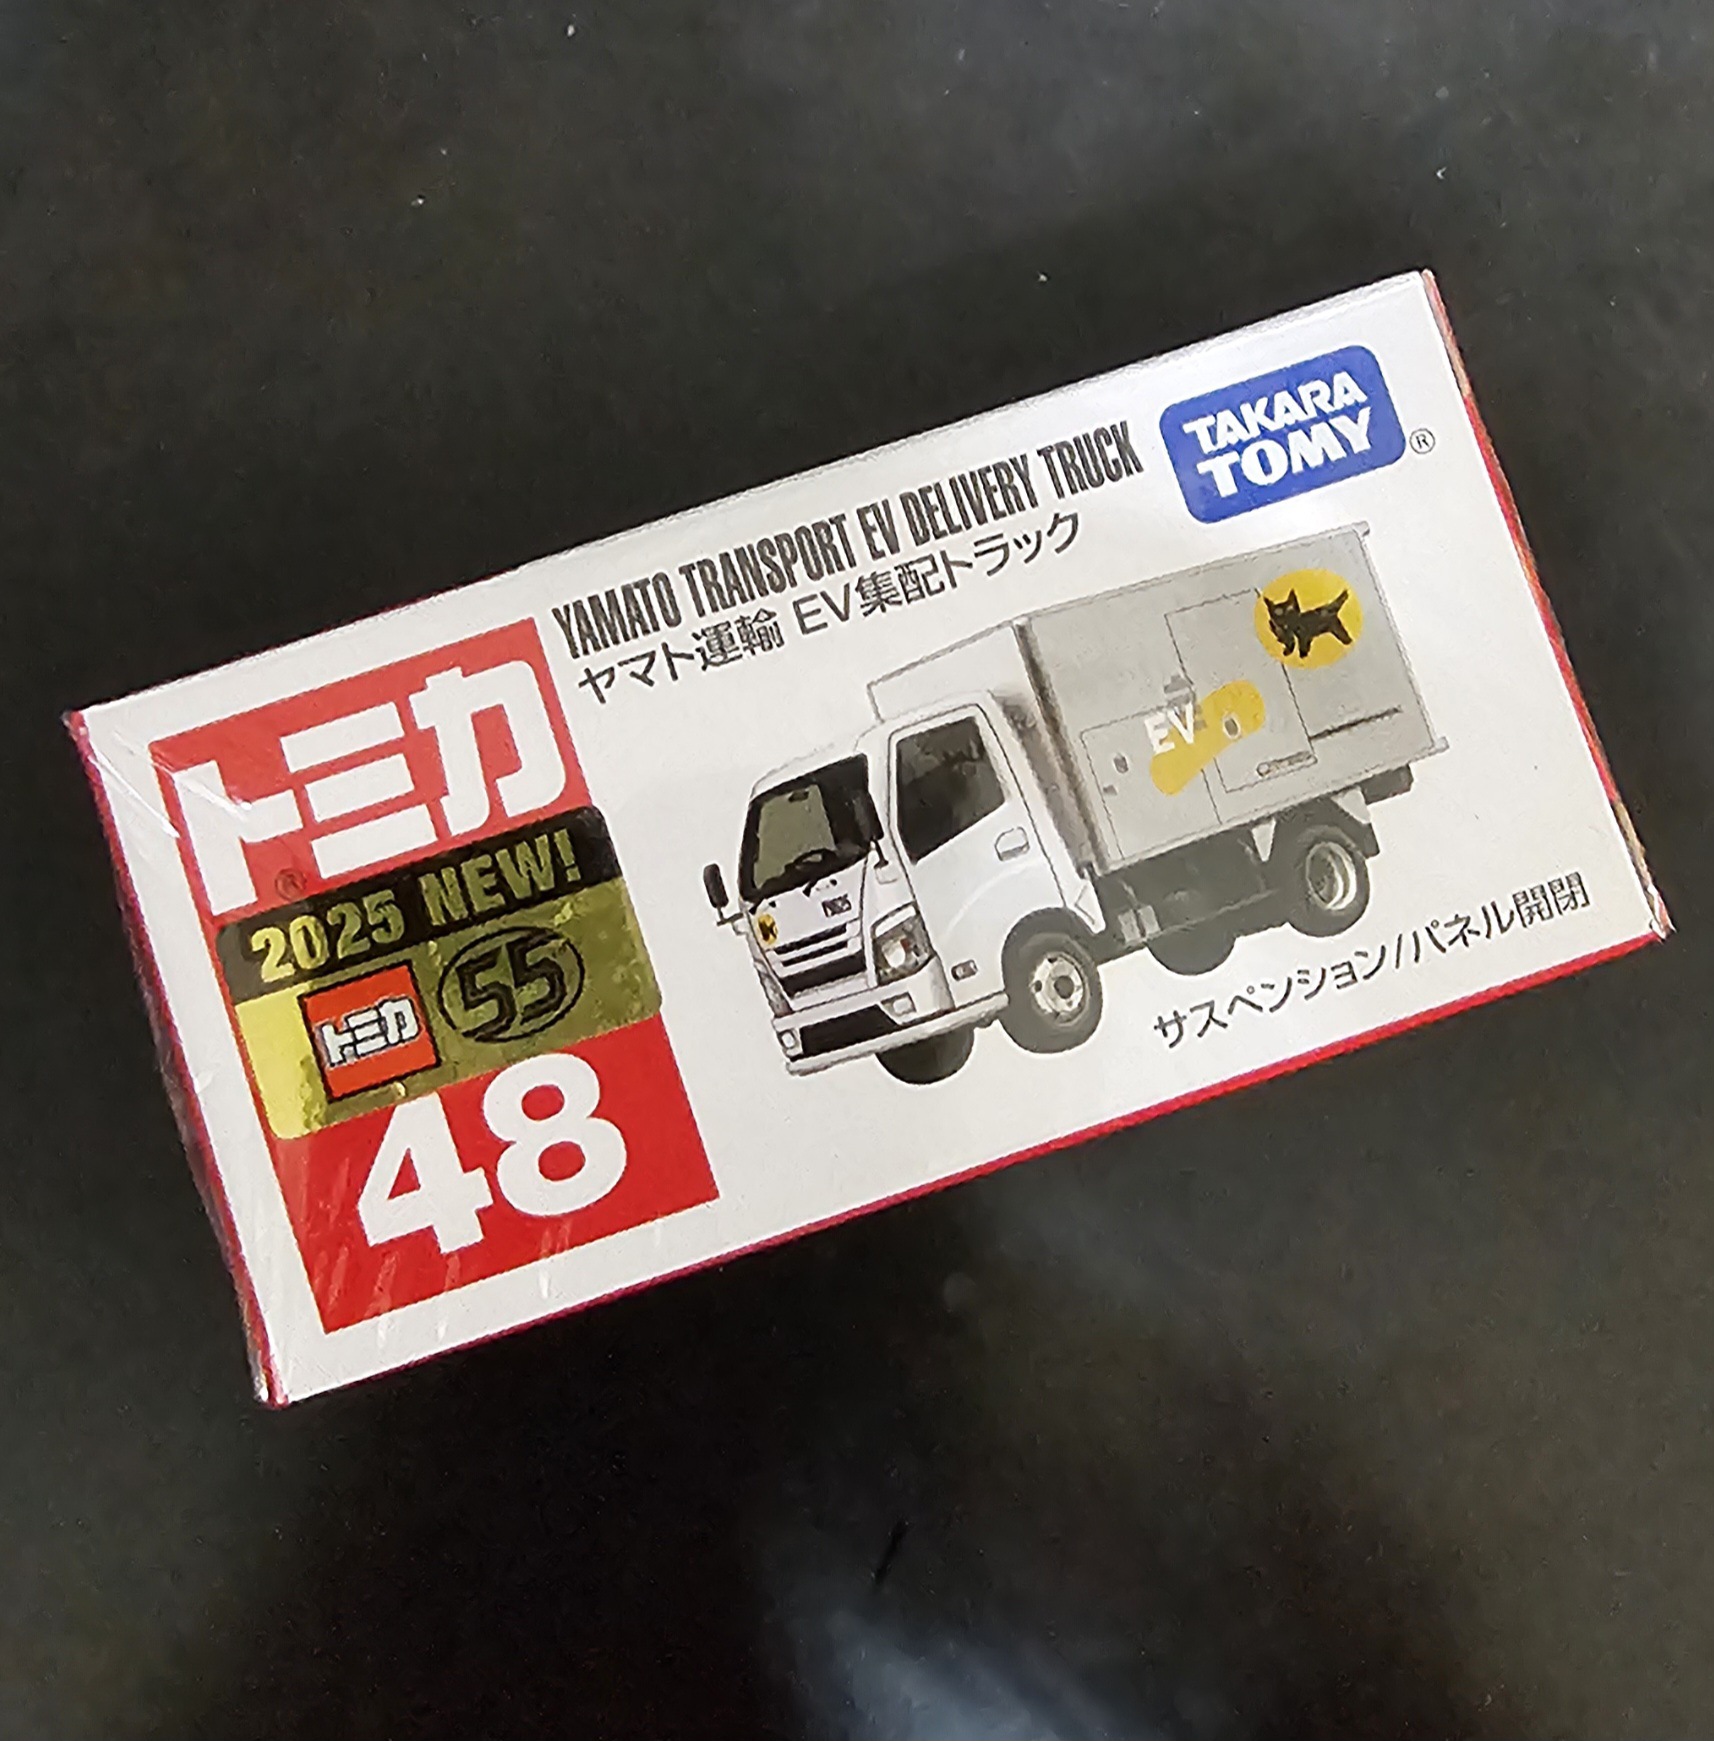 TAKARA
TOMY
®
YAMATO TRANSPORT EV DELIVERY TRUCK
ヤマト運輸 EV集配トラック
トミカ
®
2025 NEW!
トミカ 55
48
EV
サスペンション/パネル開閉